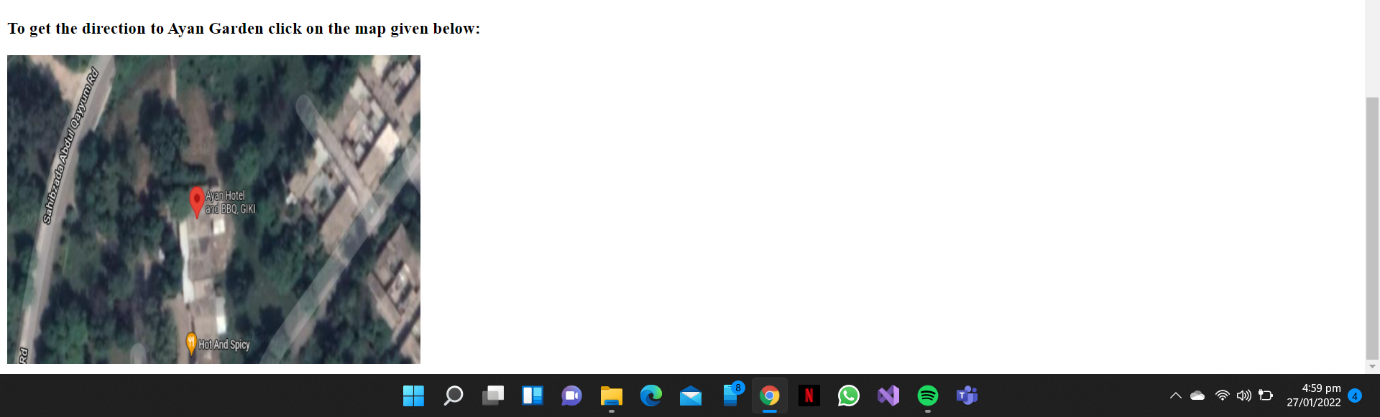 To get the direction to Ayan Garden click on the map given below:
Sahibzada Abdul Qayyum Rd
Ayan Hotel
and BBQ, GIKI
Hot And Spicy
Rd
8
N
T
4:59 pm
27/01/2022
4